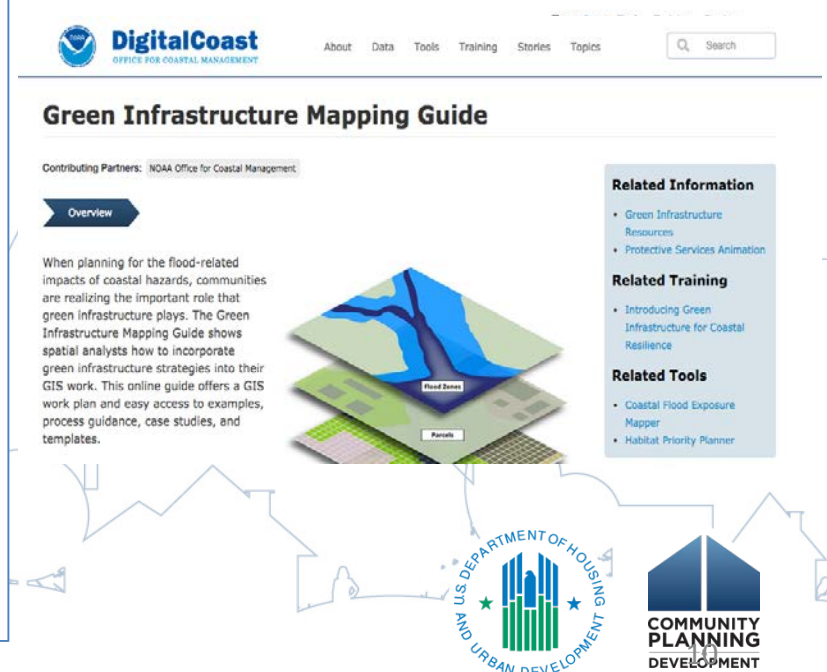 DigitalCoast
OFFICE FOR COASTAL MANAGEMENT
About Data Tools Training Stories Topics
Search
Green Infrastructure Mapping Guide
Contributing Partners: NOAA Office for Coastal Management
Overview
When planning for the flood-related
impacts of coastal hazards, communities
are realizing the important role that
green infrastructure plays. The Green
Infrastructure Mapping Guide shows
spatial analysts how to incorporate
green infrastructure strategies into their
GIS work. This online guide offers a GIS
work plan and easy access to examples,
process guidance, case studies, and
templates.
Flood Zones
Parcels
Related Information
• Green Infrastructure
Resources
• Protective Services Animation
Related Training
• Introducing Green
Infrastructure for Coastal
Resilience
Related Tools
• Coastal Flood Exposure
Mapper
• Habitat Priority Planner
U.S. DEPARTMENT OF HOUSING
AND URBAN DEVELOPMENT
COMMUNITY
PLANNING
DEVELOPMENT
10